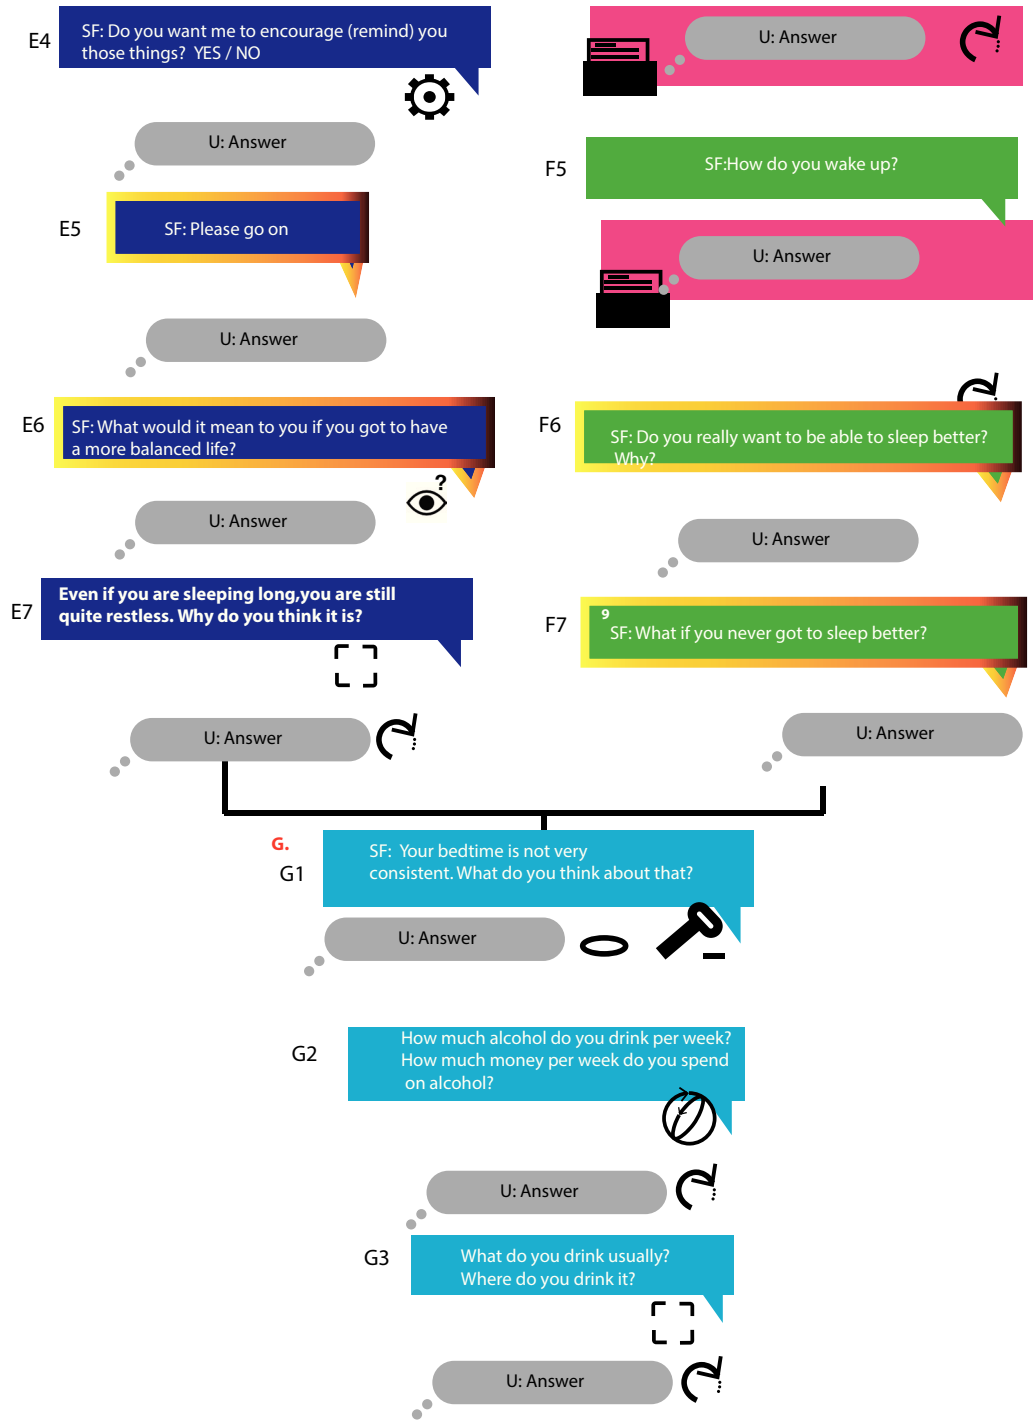 E4
SF: Do you want me to encourage (remind) you
those things?  YES / NO
U: Answer
E5
SF: Please go on
U: Answer
E6
SF: What would it mean to you if you got to have
a more balanced life?
?
U: Answer
E7
Even if you are sleeping long,you are still
quite restless. Why do you think it is?
U: Answer
U: Answer
F5
SF:How do you wake up?
U: Answer
F6
SF: Do you really want to be able to sleep better?
Why?
U: Answer
F7
9
SF: What if you never got to sleep better?
U: Answer
G.
G1
SF:  Your bedtime is not very
consistent. What do you think about that?
U: Answer
G2
How much alcohol do you drink per week?
How much money per week do you spend
on alcohol?
U: Answer
G3
What do you drink usually?
Where do you drink it?
U: Answer